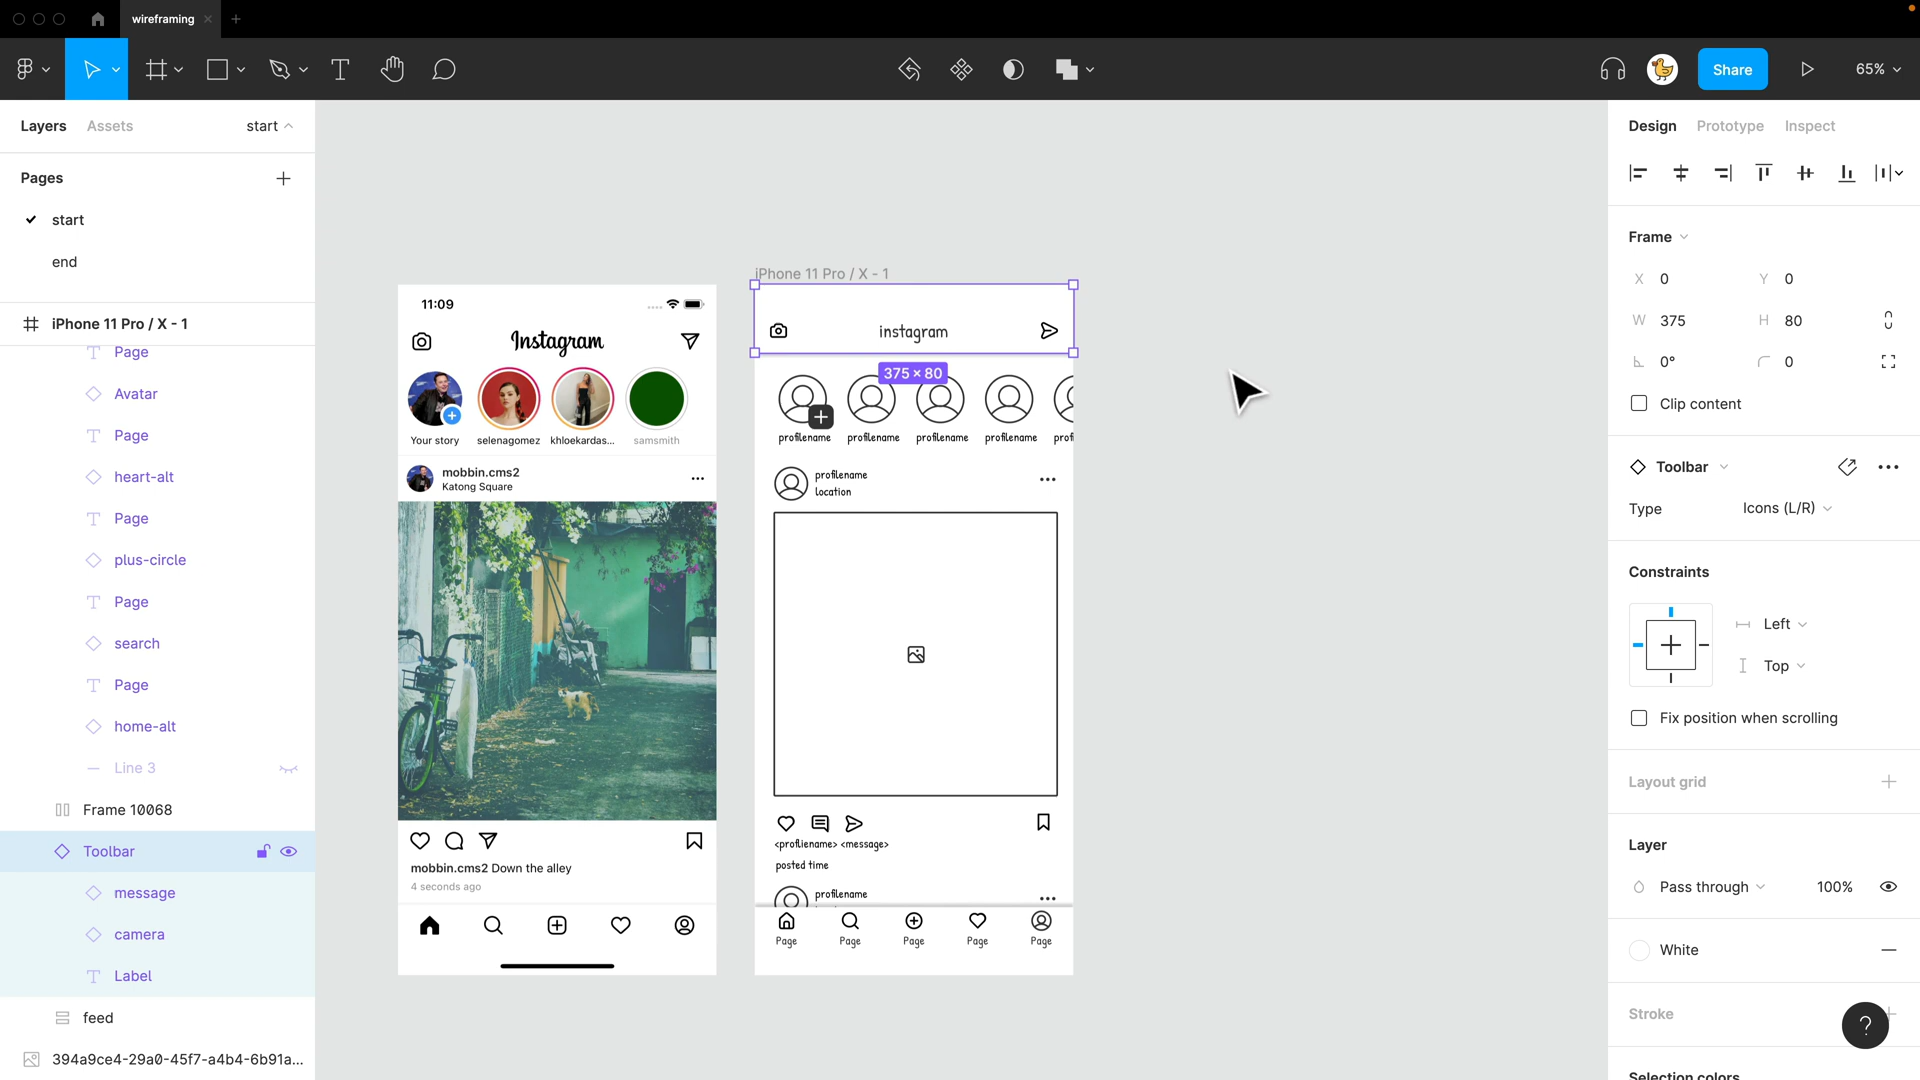 wireframing
Share
65%
Layers
Assets
start
Pages
start
end
iPhone 11 Pro / X - 1
Page
Avatar
Page
heart-alt
Page
plus-circle
Page
search
Page
home-alt
Line 3
Frame 10068
Toolbar
message
camera
Label
feed
394a9ce4-29a0-45f7-a4b4-6b91a...
11:09
Instagram
Your story
selenagomez
khloekardas...
samsmith
mobbin.cms2
Katong Square
mobbin.cms2 Down the alley
4 seconds ago
iPhone 11 Pro / X - 1
instagram
375 × 80
profilename
profilename
profilename
profilename
profi
profilename
location
<profliename> <message>
posted time
profilename
Page
Page
Page
Page
Page
Design
Prototype
Inspect
Frame
X 0
Y 0
W 375
H 80
0°
0
Clip content
Toolbar
Type
Icons (L/R)
Constraints
Left
Top
Fix position when scrolling
Layout grid
Layer
Pass through
100%
White
Stroke
?
Selection colors